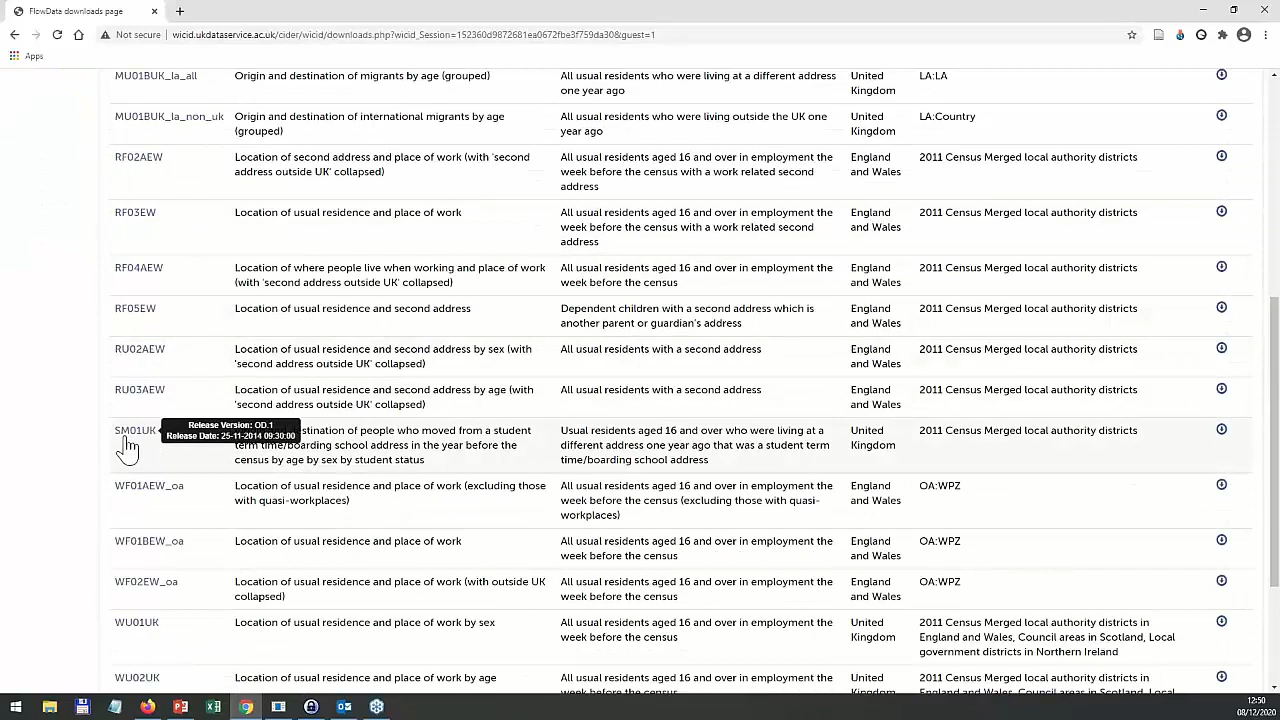 FlowData downloads page
Not secure
wicid.ukdataservice.ac.uk/cider/wicid/downloads.php?wicid_Session=152360d9872681ea0672fbe3f759da30&guest=1
Apps
MU01BUK_la_all Origin and destination of migrants by age (grouped) All usual residents who were living at a different address United LA:LA
one year ago Kingdom
MU01BUK_la_non_uk Origin and destination of international migrants by age All usual residents who were living outside the UK one United LA:Country
(grouped) year ago Kingdom
RF02AEW Location of second address and place of work (with 'second All usual residents aged 16 and over in employment the England 2011 Census Merged local authority districts
address outside UK' collapsed) week before the census with a work related second and Wales
address
RF03EW Location of usual residence and place of work All usual residents aged 16 and over in employment the England 2011 Census Merged local authority districts
week before the census with a work related second and Wales
address
RF04AEW Location of where people live when working and place of work All usual residents aged 16 and over in employment the England 2011 Census Merged local authority districts
(with 'second address outside UK' collapsed) week before the census and Wales
RF05EW Location of usual residence and second address Dependent children with a second address which is England 2011 Census Merged local authority districts
another parent or guardian's address and Wales
RU02AEW Location of usual residence and second address by sex (with All usual residents with a second address England 2011 Census Merged local authority districts
'second address outside UK' collapsed) and Wales
RU03AEW Location of usual residence and second address by age (with All usual residents with a second address England 2011 Census Merged local authority districts
'second address outside UK' collapsed) and Wales
Release Version: OD.1
Release Date: 25-11-2014 09:30:00
SM01UK stination of people who moved from a student Usual residents aged 16 and over who were living at a United
term time/boarding school address in the year before the different address one year ago that was a student term Kingdom
census by age by sex by student status time/boarding school address)
WF01AEW_oa Location of usual residence and place of work (excluding those All usual residents aged 16 and over in employment the England OA:WPZ
with quasi-workplaces) week before the census (excluding those with quasi- and Wales
workplaces)
WF01BEW_oa Location of usual residence and place of work All usual residents aged 16 and over in employment the England OA:WPZ
week before the census and Wales
WF02EW_oa Location of usual residence and place of work (with outside UK All usual residents aged 16 and over in employment the England OA:WPZ
collapsed) week before the census and Wales
WU01UK Location of usual residence and place of work by sex All usual residents aged 16 and over in employment the United 2011 Census Merged local authority districts in
week before the census Kingdom England and Wales, Council areas in Scotland, Local
government districts in Northern Ireland
WU02UK Location of usual residence and place of work by age All usual residents aged 16 and over in employment the United 2011 Census Merged local authority districts in
week before the census Kingdom England and Wales, Council areas in Scotland, Local
12:50
08/12/2020